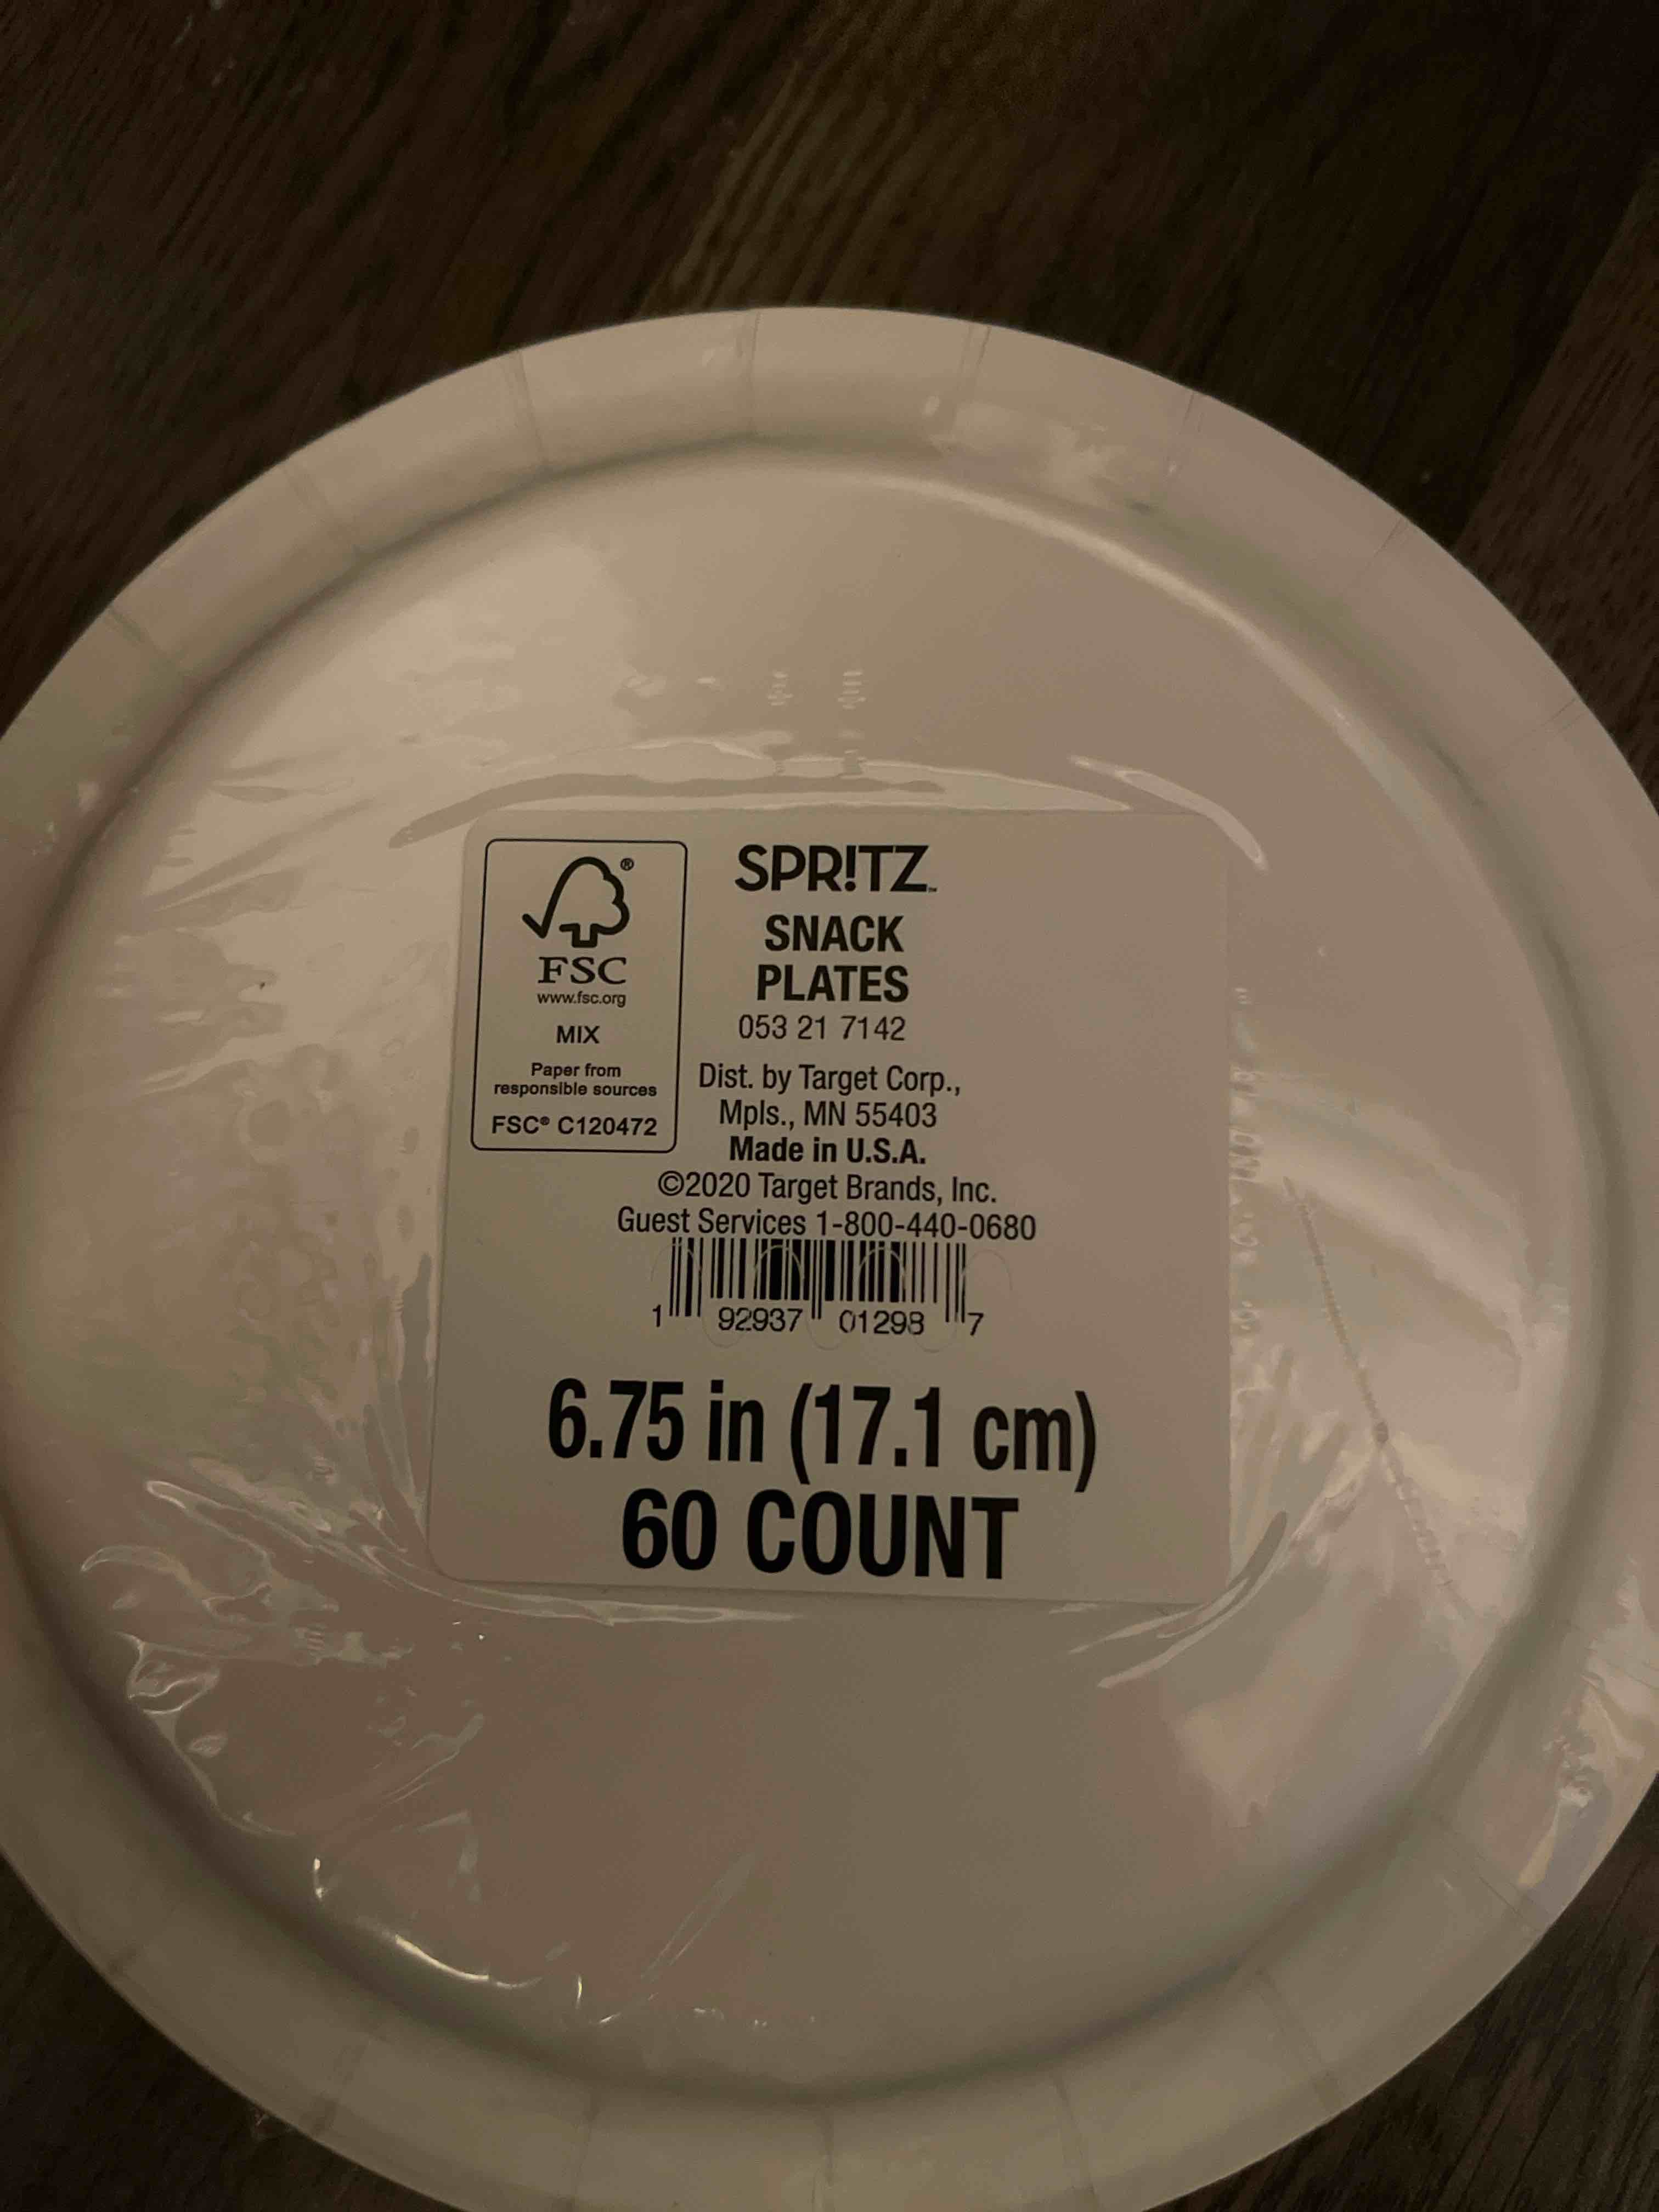 ®
FSC
www.fsc.org
MIX
Paper from
responsible sources
FSC® C120472
SPR!TZ™
SNACK
PLATES
053 21 7142
Dist. by Target Corp.,
Mpls., MN 55403
Made in U.S.A.
©2020 Target Brands, Inc.
Guest Services 1-800-440-0680
1 92937 01298 7
6.75 in (17.1 cm)
60 COUNT